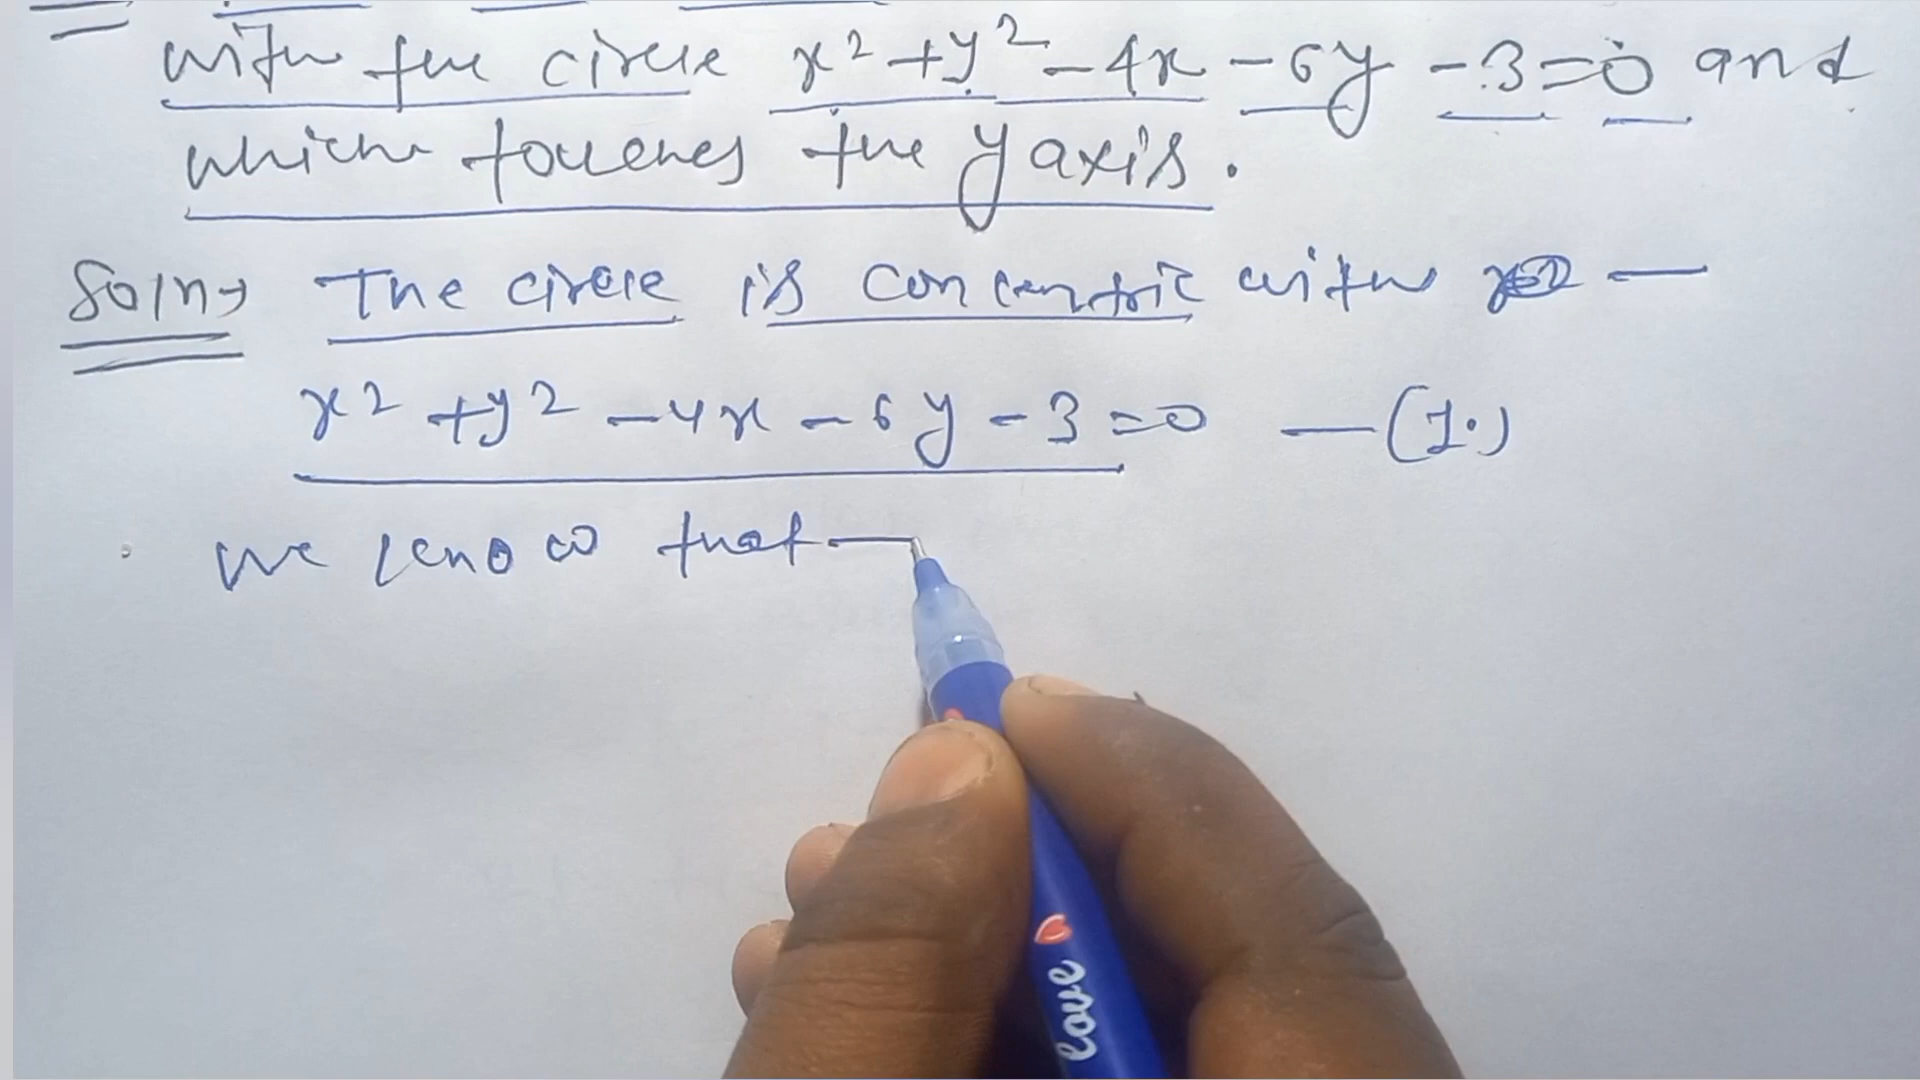 with the circle x² + y² - 4x - 6y - 3 = 0 and
which touches the y axis.
Soln→ The circle is concentric with —
x² + y² - 4x - 6y - 3 = 0 — (1.)
We know that —
Love